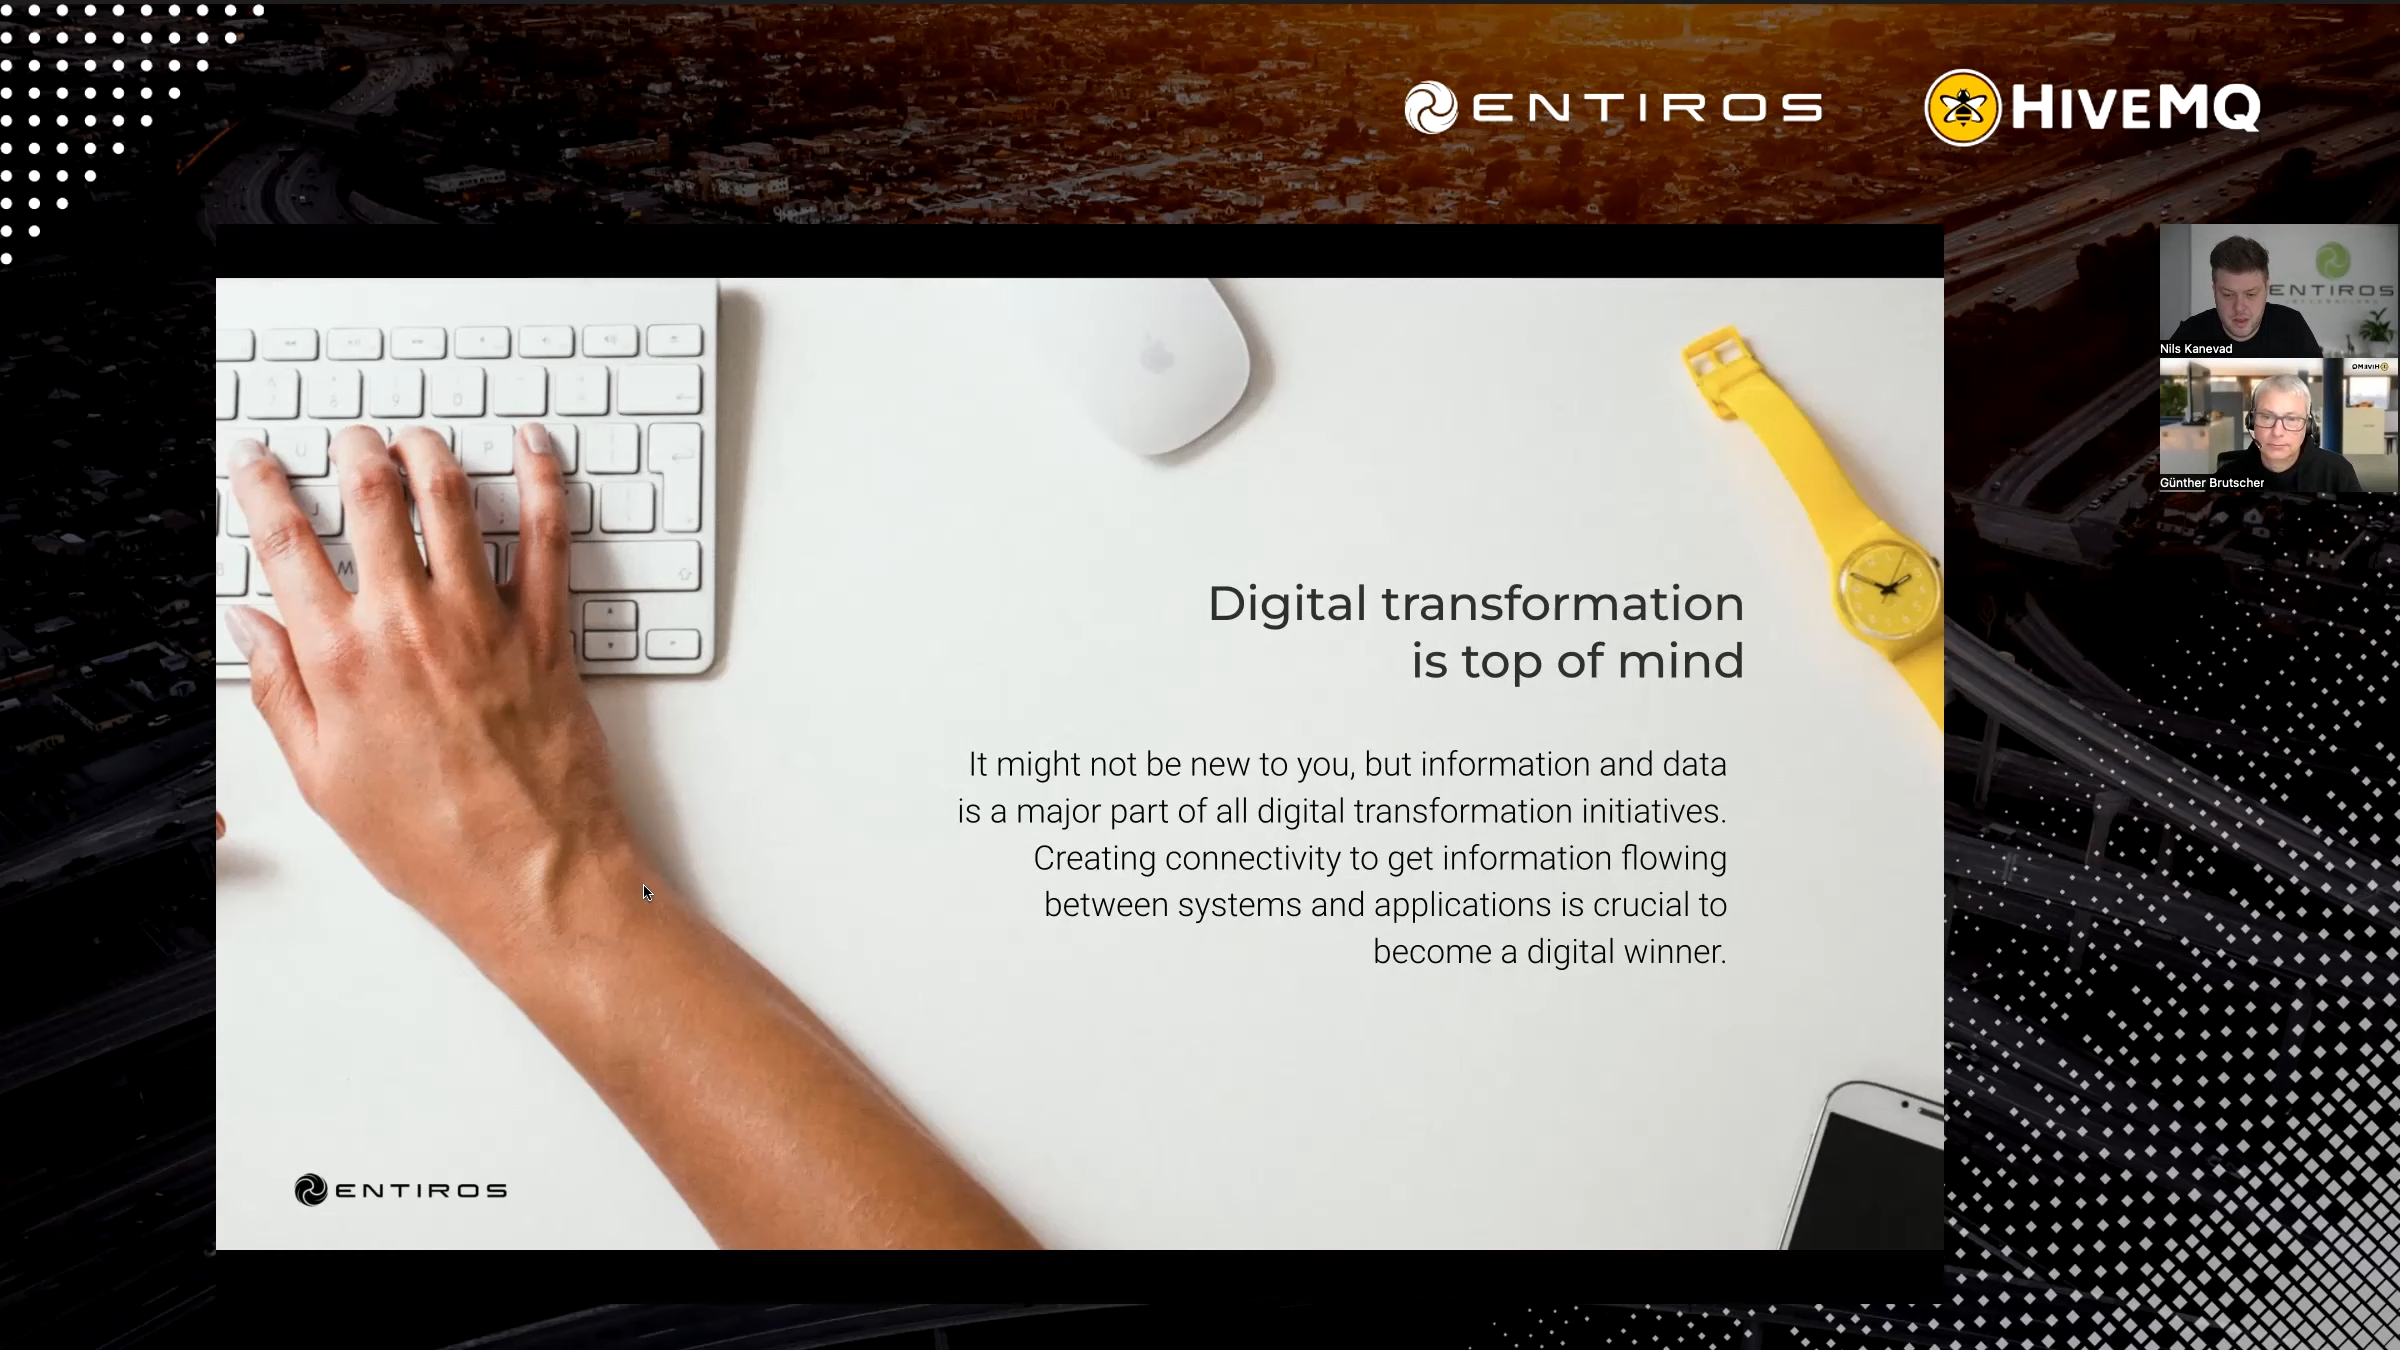 ENTIROS
HIVEMQ
ENTIROS
Nils Kanevad
HIVEMQ
Günther Brutscher
U
P
M
Digital transformation
is top of mind
It might not be new to you, but information and data
is a major part of all digital transformation initiatives.
Creating connectivity to get information flowing
between systems and applications is crucial to
become a digital winner.
ENTIROS